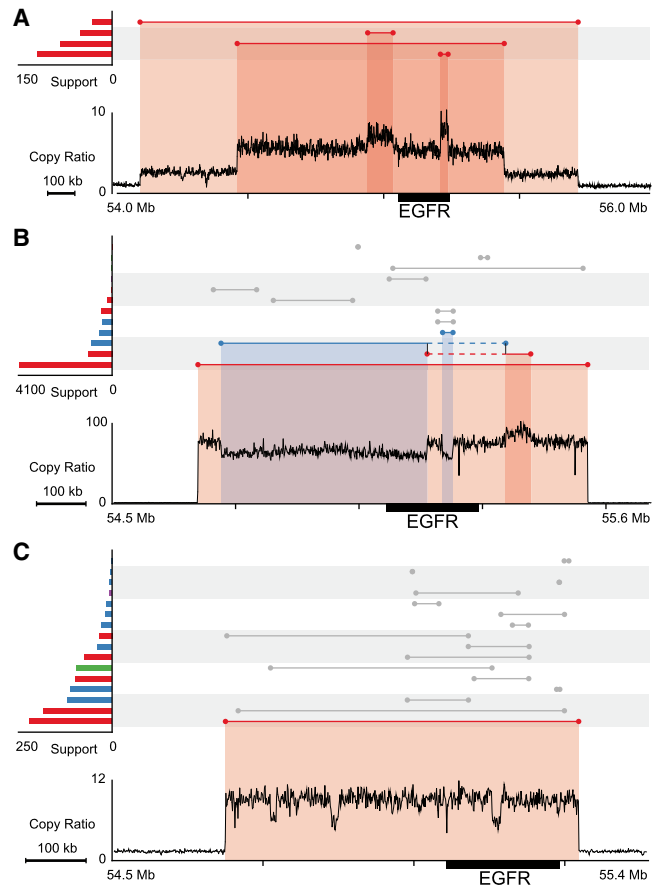 A
150 Support 0
10
Copy Ratio
100 kb
0
54.0 Mb EGFR 56.0 Mb
B
4100 Support 0
100
Copy Ratio
100 kb
0
54.5 Mb EGFR 55.6 Mb
C
250 Support 0
12
Copy Ratio
100 kb
0
54.5 Mb EGFR 55.4 Mb